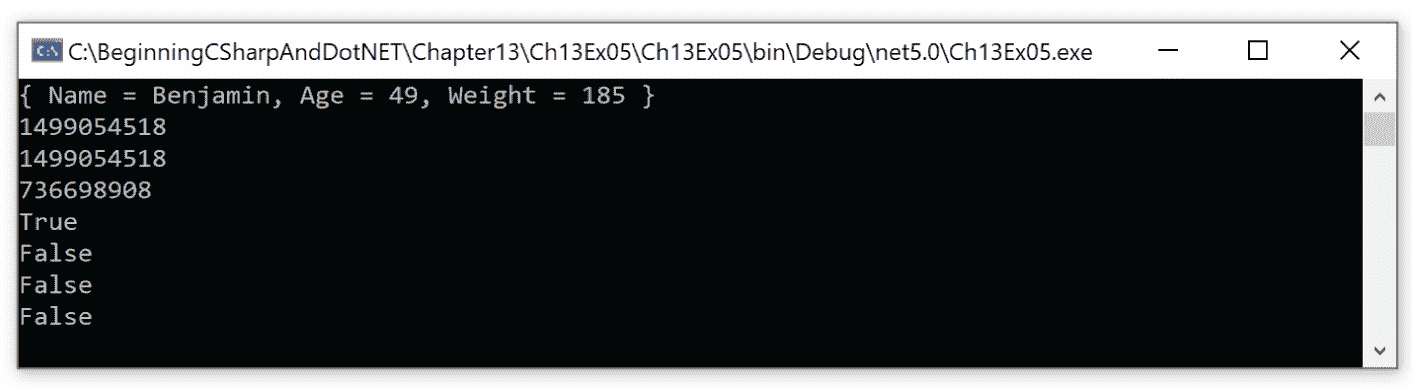 C:\BeginningCSharpAndDotNET\Chapter13\Ch13Ex05\Ch13Ex05\bin\Debug\net5.0\Ch13Ex05.exe
{ Name = Benjamin, Age = 49, Weight = 185 }
1499054518
1499054518
736698908
True
False
False
False